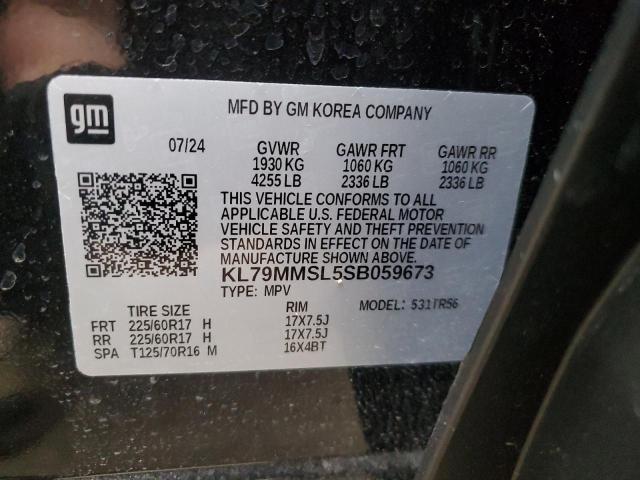 gm
MFD BY GM KOREA COMPANY
07/24 GVWR GAWR FRT GAWR RR
1930 KG 1060 KG 1060 KG
4255 LB 2336 LB 2336 LB
THIS VEHICLE CONFORMS TO ALL
APPLICABLE U.S. FEDERAL MOTOR
VEHICLE SAFETY AND THEFT PREVENTION
STANDARDS IN EFFECT ON THE DATE OF
MANUFACTURE SHOWN ABOVE.
KL79MMSL5SB059673
TYPE: MPV MODEL: 531TR56
TIRE SIZE RIM
FRT 225/60R17 H 17X7.5J
RR 225/60R17 H 17X7.5J
SPA T125/70R16 M 16X4BT